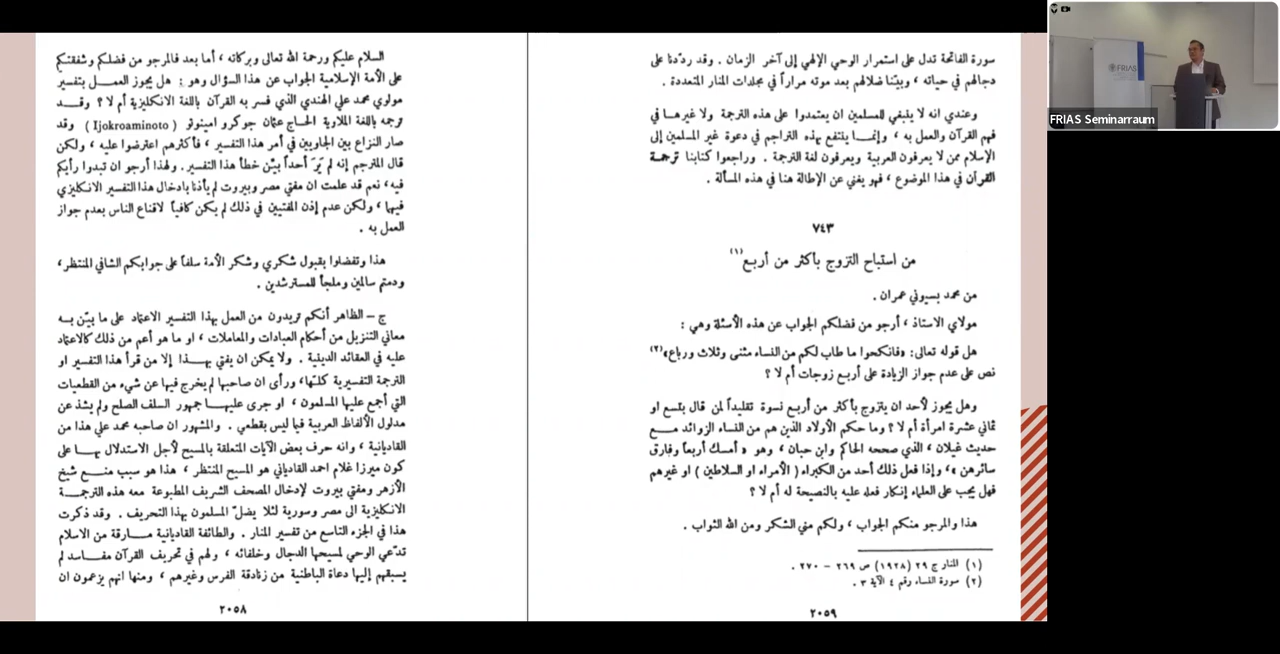 السلام عليكم ورحمة الله تعالى وبركاته ، أما بعد فالمرجو من فضلكم وشفقتكم
على الأمة الإسلامية الجواب عن هذا السؤال وهو : هل يجوز العمل بتفسير
مولوي محمد علي الهندي الذي فسر به القرآن باللغة الانكليزية أم لا ؟ وقد
ترجمه باللغة الملاوية الحاج عثمان جوكرو امينوتو ( Ijokroaminoto ) وقد
صار النزاع بين الجاويين في أمر هذا التفسير ، فأكثرهم اعترضوا عليه ، ولكن
قال المترجم إنه لم يَرَ أحداً بيّن خطأ هذا التفسير . ولهذا أرجو ان تبدوا رأيكم
فيه، نعم قد علمت ان مفتي مصر وبيروت لم يأذنا بادخال هذا التفسير الانكليزي
فيها ، ولكن عدم إذن المفتيين في ذلك لم يكن كافياً لاقناع الناس بعدم جواز
العمل به .
هذا وتفضلوا بقبول شكري وشكر الأمة سلفاً على جوابكم الشافي المنتظر ،
ودمتم سالمين وملجأ للمسترشدين .
ج – الظاهر أنكم تريدون من العمل بهذا التفسير الاعتماد على ما بيّن به
معاني التنزيل من أحكام العبادات والمعاملات ، او ما هو أعم من ذلك كالاعتماد
عليه في العقائد الدينية . ولا يمكن ان يفتي بهذا إلا من قرأ هذا التفسير او
الترجمة التفسيرية كلها، ورأى ان صاحبها لم يخرج فيها عن شيء من القطعيات
التي أجمع عليها المسلمون ، او جرى عليها جمهور السلف الصلح ولم يشذ عن
مدلول الألفاظ العربية فيا ليس بقطعي . والمشهور ان صاحبه محمد علي هذا من
القاديانية ، وانه حرف بعض الآيات المتعلقة بالمسيح لأجل الاستدلال بها على
كون ميرزا غلام احمد القادياني هو المسيح المنتظر ، هذا هو سبب منع شيخ
الأزهر ومفتي بيروت لإدخال المصحف الشريف المطبوعة معه هذه الترجمة
الانكليزية الى مصر وسورية لئلا يضلّ المسلمون بهذا التحريف . وقد ذكرت
هذا في الجزء التاسع من تفسير المنار . والطائفة القاديانية مارقة من الاسلام
تدّعي الوحي لمسيحها الدجال وخلفائه ، ولهم في تحريف القرآن مفاسد لم
يسبقهم إليها دعاة الباطنية من زنادقة الفرس وغيرهم ، ومنها انهم يزعمون ان
٢٠٥٨
سورة الفاتحة تدل على استمرار الوحي الإلهي إلى آخر الزمان . وقد رددنا على
دجالهم في حياته ، وبيّنا ضلالهم بعد موته مراراً في مجلدات المنار المتعددة .
وعندي انه لا ينبغي للمسلمين ان يعتمدوا على هذه الترجمة ولا غيرها في
فهم القرآن والعمل به ، وإنما ينتفع بهذه التراجم في دعوة غير المسلمين إلى
الإسلام ممن لا يعرفون العربية ويعرفون لغة الترجمة . وراجعوا كتابنا ترجمة
القرآن في هذا الموضوع ، فهو يغني عن الإطالة هنا في هذه المسألة .
٧٤٣
من استباح التزوج بأكثر من أربع (١)
من محمد بسيوني عمران .
مولاي الاستاذ ، أرجو من فضلكم الجواب عن هذه الأسئلة وهي :
هل قوله تعالى: «فانكحوا ما طاب لكم من النساء مثنى وثلاث ورباع» (٢)
نص على عدم جواز الزيادة على أربع زوجات أم لا ؟
وهل يجوز لأحد ان يتزوج بأكثر من أربع نسوة تقليداً لمن قال بتسع او
ثماني عشرة امرأة أم لا ؟ وما حكم الأولاد الذين هم من النساء الزوائد مع
حديث غيلان ، الذي صححه الحاكم وابن حبان ، وهو « أمسك أربعاً وفارق
سائرهن » ، وإذا فعل ذلك أحد من الكبراء ( الأمراء او السلاطين ) او غيرهم
فهل يجب على العلماء إنكار فعله عليه بالنصيحة له أم لا ؟
هذا والمرجو منكم الجواب ، ولكم مني الشكر ومن الله الثواب .
(١) المنار ج ٢٩ (١٩٢٨) ص ٢٦٩ – ٢٧٠ .
(٢) سورة النساء رقم ٤ الآية ٣ .
٢٠٥٩
FRIAS
FRIAS Seminarraum